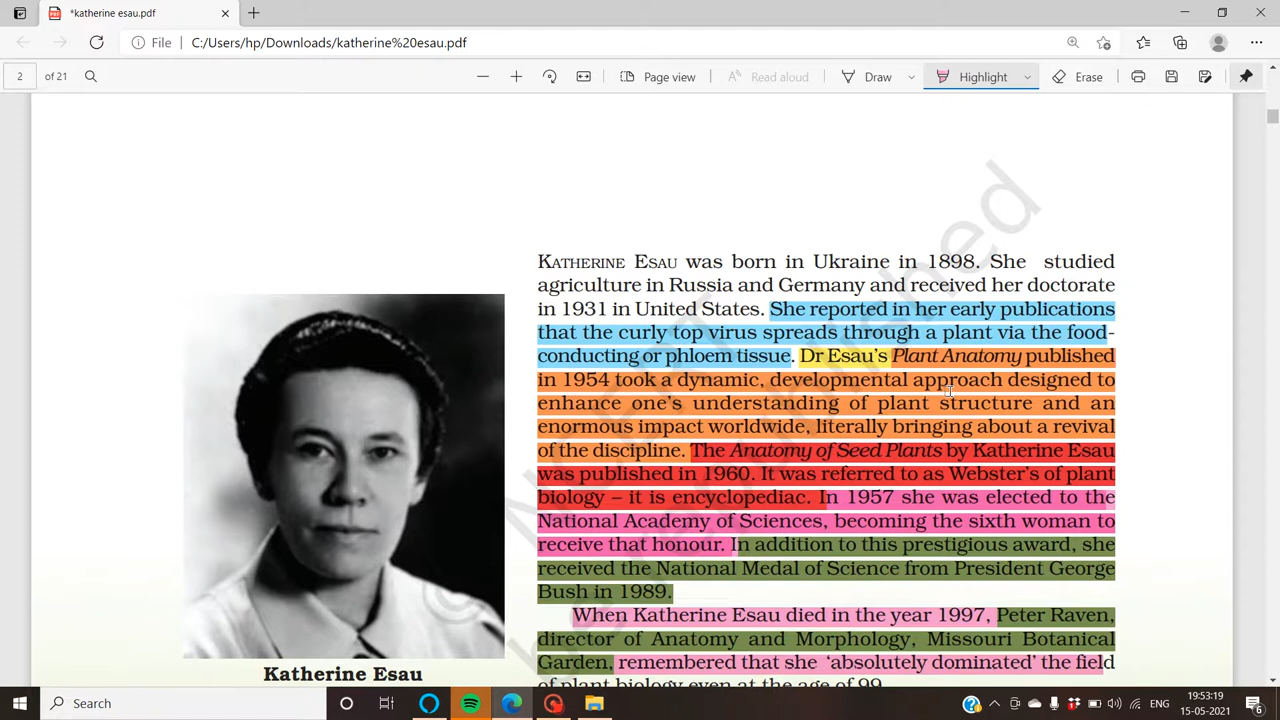 *katherine esau.pdf
File
C:/Users/hp/Downloads/katherine%20esau.pdf
2 of 21
Page view
Read aloud
Draw
Highlight
Erase
KATHERINE ESAU was born in Ukraine in 1898. She studied
agriculture in Russia and Germany and received her doctorate
in 1931 in United States. She reported in her early publications
that the curly top virus spreads through a plant via the food-
conducting or phloem tissue. Dr Esau's Plant Anatomy published
in 1954 took a dynamic, developmental approach designed to
enhance one's understanding of plant structure and an
enormous impact worldwide, literally bringing about a revival
of the discipline. The Anatomy of Seed Plants by Katherine Esau
was published in 1960. It was referred to as Webster's of plant
biology – it is encyclopediac. In 1957 she was elected to the
National Academy of Sciences, becoming the sixth woman to
receive that honour. In addition to this prestigious award, she
received the National Medal of Science from President George
Bush in 1989.
When Katherine Esau died in the year 1997, Peter Raven,
director of Anatomy and Morphology, Missouri Botanical
Garden, remembered that she 'absolutely dominated' the field
of plant biology even at the age of 99.
Katherine Esau
Search
ENG
19:53:19
15-05-2021
6